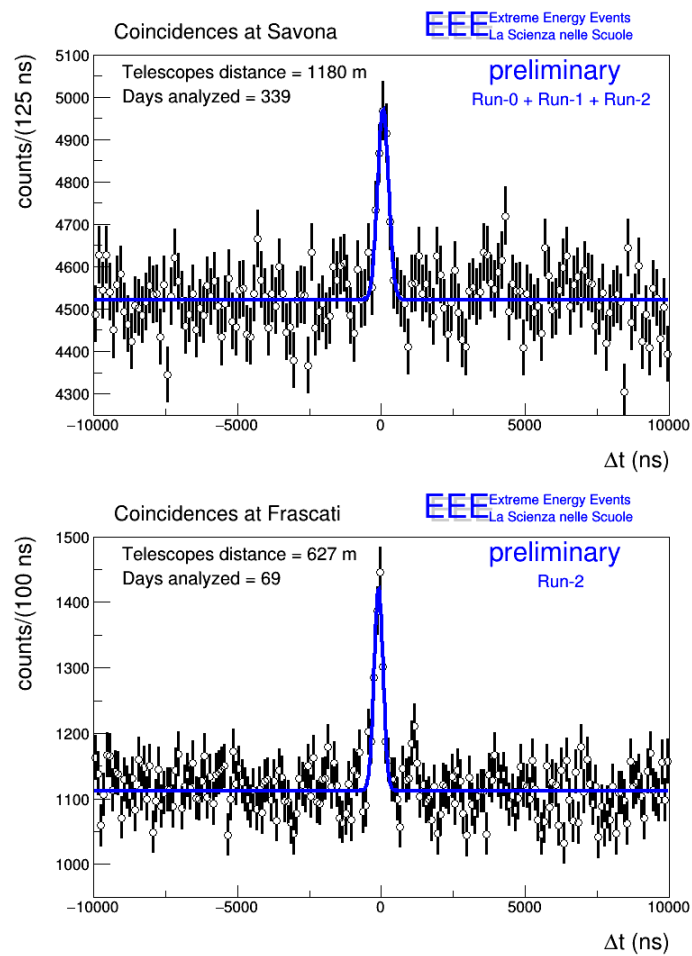 Coincidences at Savona
EEE Extreme Energy Events
La Scienza nelle Scuole
Telescopes distance = 1180 m
Days analyzed = 339
preliminary
Run-0 + Run-1 + Run-2
counts/(125 ns)
5100
5000
4900
4800
4700
4600
4500
4400
4300
−10000 −5000 0 5000 10000
Δt (ns)
Coincidences at Frascati
EEE Extreme Energy Events
La Scienza nelle Scuole
Telescopes distance = 627 m
Days analyzed = 69
preliminary
Run-2
counts/(100 ns)
1500
1400
1300
1200
1100
1000
−10000 −5000 0 5000 10000
Δt (ns)